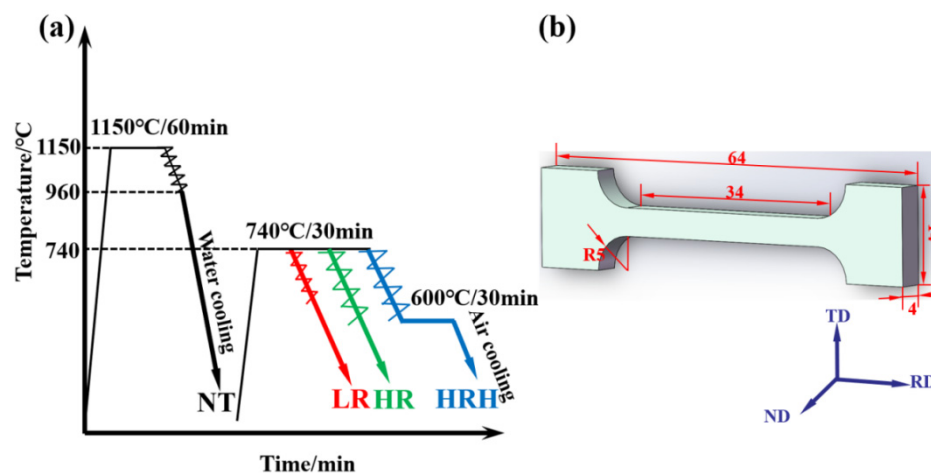 (a)
Temperature/°C
1150°C/60min
1150
960
740
Water cooling
740°C/30min
600°C/30min
Air cooling
NT
LR
HR
HRH
Time/min
(b)
64
34
R5
4
TD
RD
ND